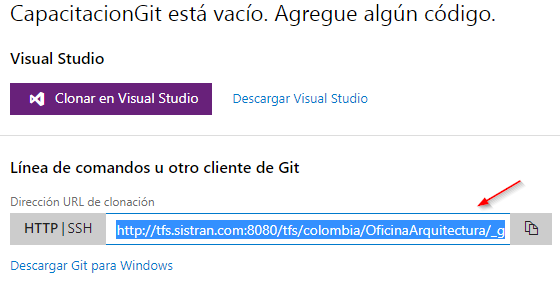 CapacitacionGit está vacío. Agregue algún código.
Visual Studio
Clonar en Visual Studio
Descargar Visual Studio
Línea de comandos u otro cliente de Git
Dirección URL de clonación
HTTP | SSH http://tfs.sistran.com:8080/tfs/colombia/OficinaArquitectura/_g
Descargar Git para Windows